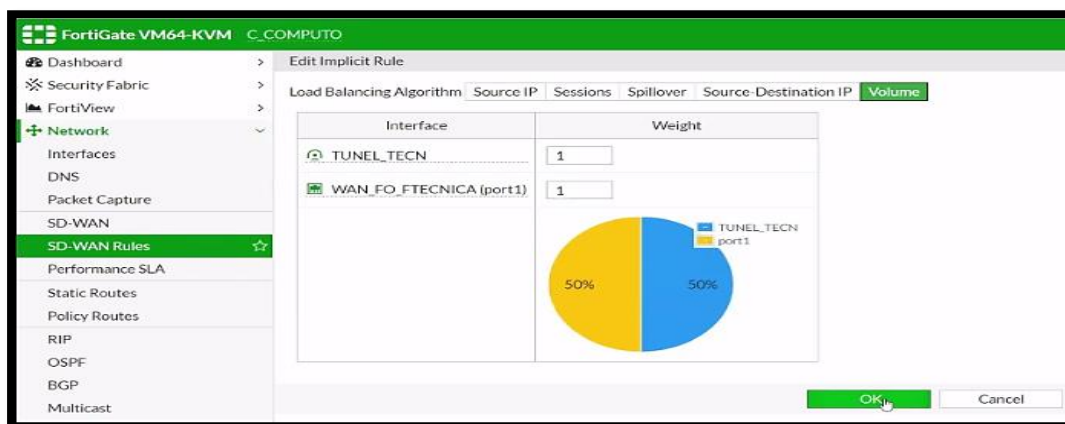 FortiGate VM64-KVM C_COMPUTO
Dashboard
Security Fabric
FortiView
Network
Interfaces
DNS
Packet Capture
SD-WAN
SD-WAN Rules
Performance SLA
Static Routes
Policy Routes
RIP
OSPF
BGP
Multicast
Edit Implicit Rule
Load Balancing Algorithm Source IP Sessions Spillover Source-Destination IP Volume
Interface Weight
TUNEL_TECN 1
WAN_FO_FTECNICA (port1) 1
TUNEL_TECN
port1
50% 50%
OK Cancel